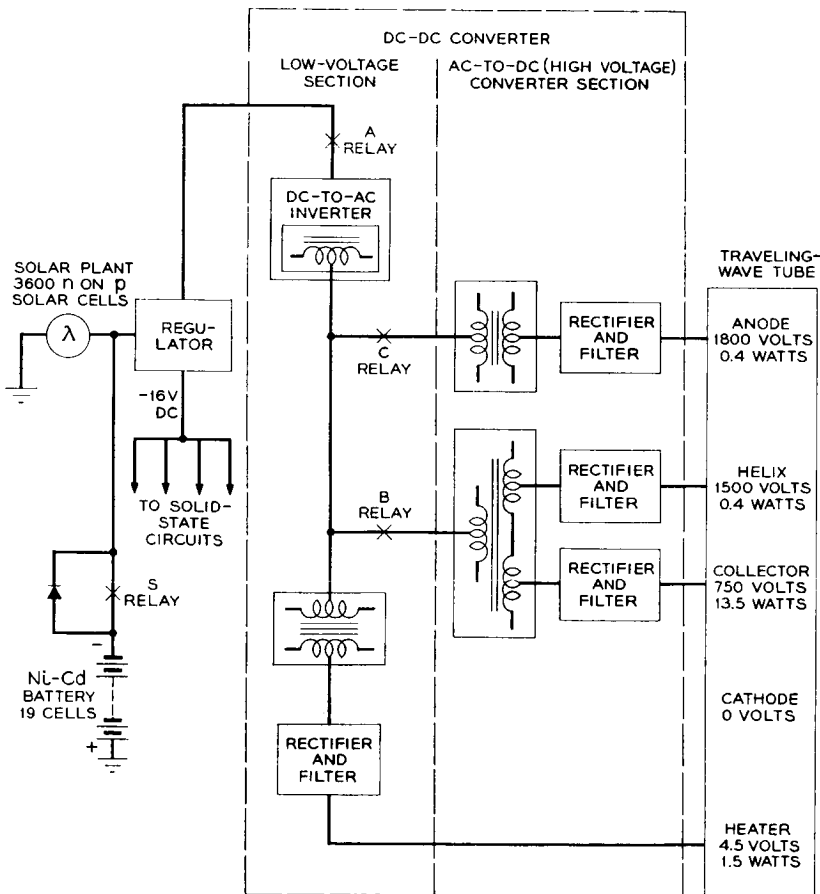 DC-DC CONVERTER
LOW-VOLTAGE
SECTION
AC-TO-DC (HIGH VOLTAGE)
CONVERTER SECTION
A
RELAY
DC-TO-AC
INVERTER
SOLAR PLANT
3600 n ON p
SOLAR CELLS
λ
REGU-
LATOR
-16V
DC
TO SOLID-
STATE
CIRCUITS
S
RELAY
-
Ni-Cd
BATTERY
19 CELLS
+
C
RELAY
B
RELAY
RECTIFIER
AND
FILTER
RECTIFIER
AND
FILTER
RECTIFIER
AND
FILTER
RECTIFIER
AND
FILTER
TRAVELING-
WAVE TUBE
ANODE
1800 VOLTS
0.4 WATTS
HELIX
1500 VOLTS
0.4 WATTS
COLLECTOR
750 VOLTS
13.5 WATTS
CATHODE
0 VOLTS
HEATER
4.5 VOLTS
1.5 WATTS